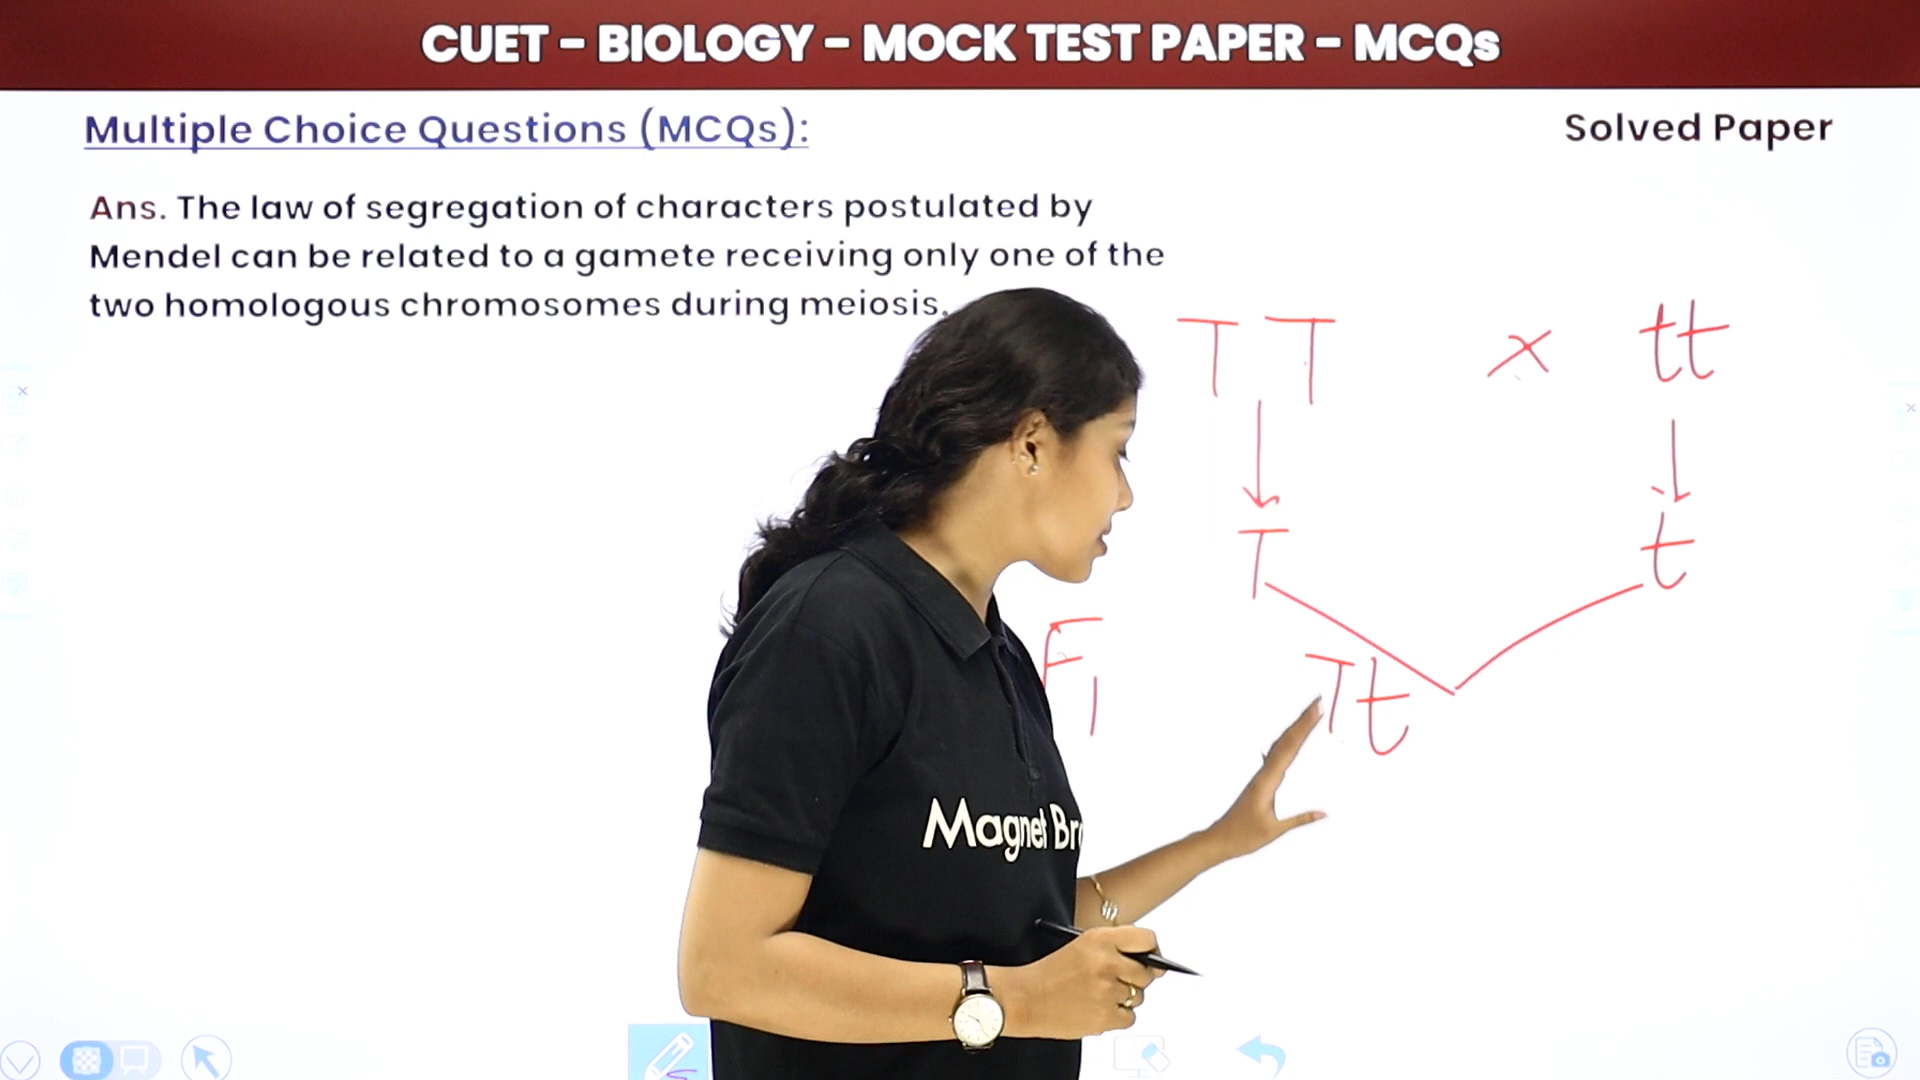 CUET - BIOLOGY - MOCK TEST PAPER - MCQs
Multiple Choice Questions (MCQs):
Solved Paper
Ans. The law of segregation of characters postulated by
Mendel can be related to a gamete receiving only one of the
two homologous chromosomes during meiosis.
T T × tt
T t
F1 Tt
Magnet Br